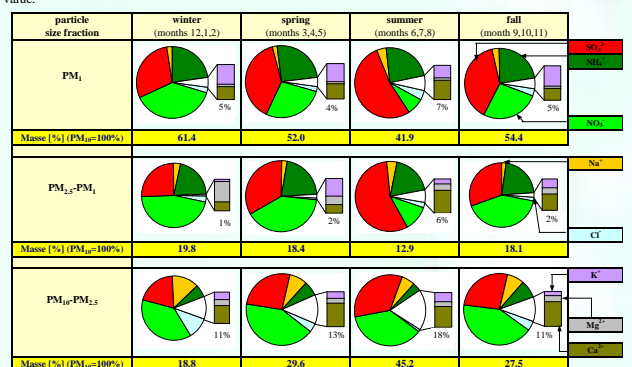 value.
particle size fraction winter (months 12,1,2) spring (months 3,4,5) summer (months 6,7,8) fall (month 9,10,11)
SO₄²⁻
NH₄⁺
PM₁
5% 4% 7% 5%
NO₃⁻
Masse [%] (PM₁₀=100%) 61.4 52.0 41.9 54.4
Na⁺
PM₂.₅-PM₁
1% 2% 6% 2%
Cl⁻
Masse [%] (PM₁₀=100%) 19.8 18.4 12.9 18.1
K⁺
PM₁₀-PM₂.₅
11% 13% 18% 11%
Mg²⁺
Ca²⁺
Masse [%] (PM₁₀=100%) 18.8 29.6 45.2 27.5